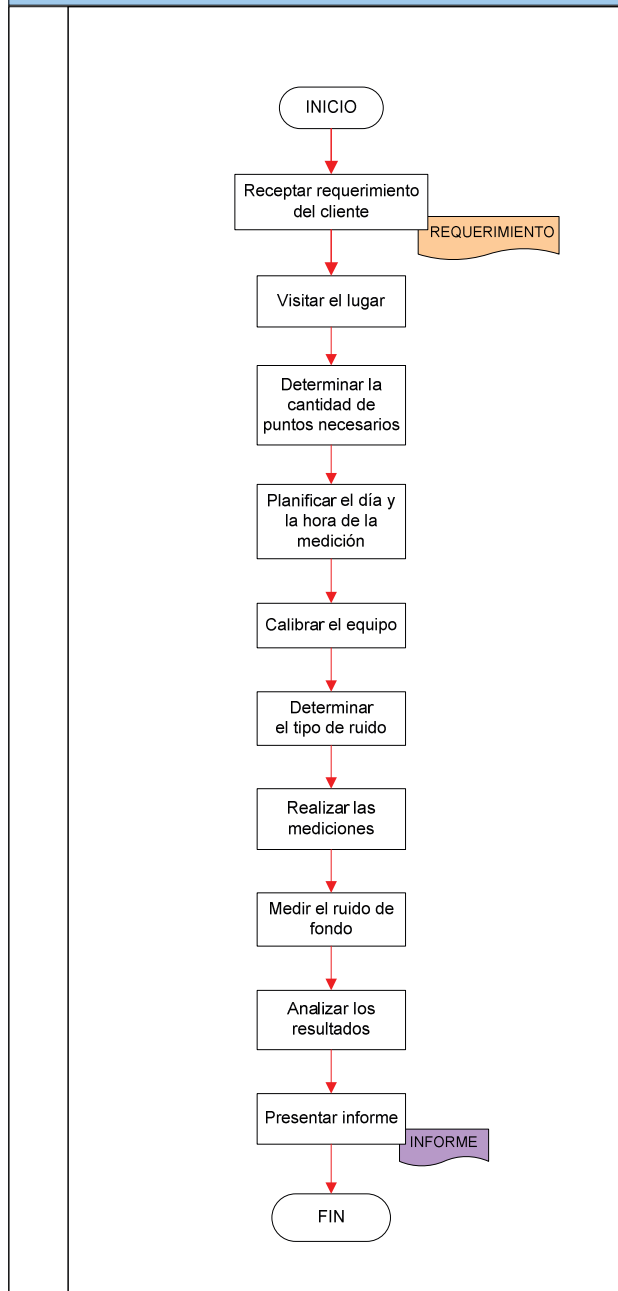 INICIO
Receptar requerimiento
del cliente
REQUERIMIENTO
Visitar el lugar
Determinar la
cantidad de
puntos necesarios
Planificar el día y
la hora de la
medición
Calibrar el equipo
Determinar
el tipo de ruido
Realizar las
mediciones
Medir el ruido de
fondo
Analizar los
resultados
Presentar informe
INFORME
FIN